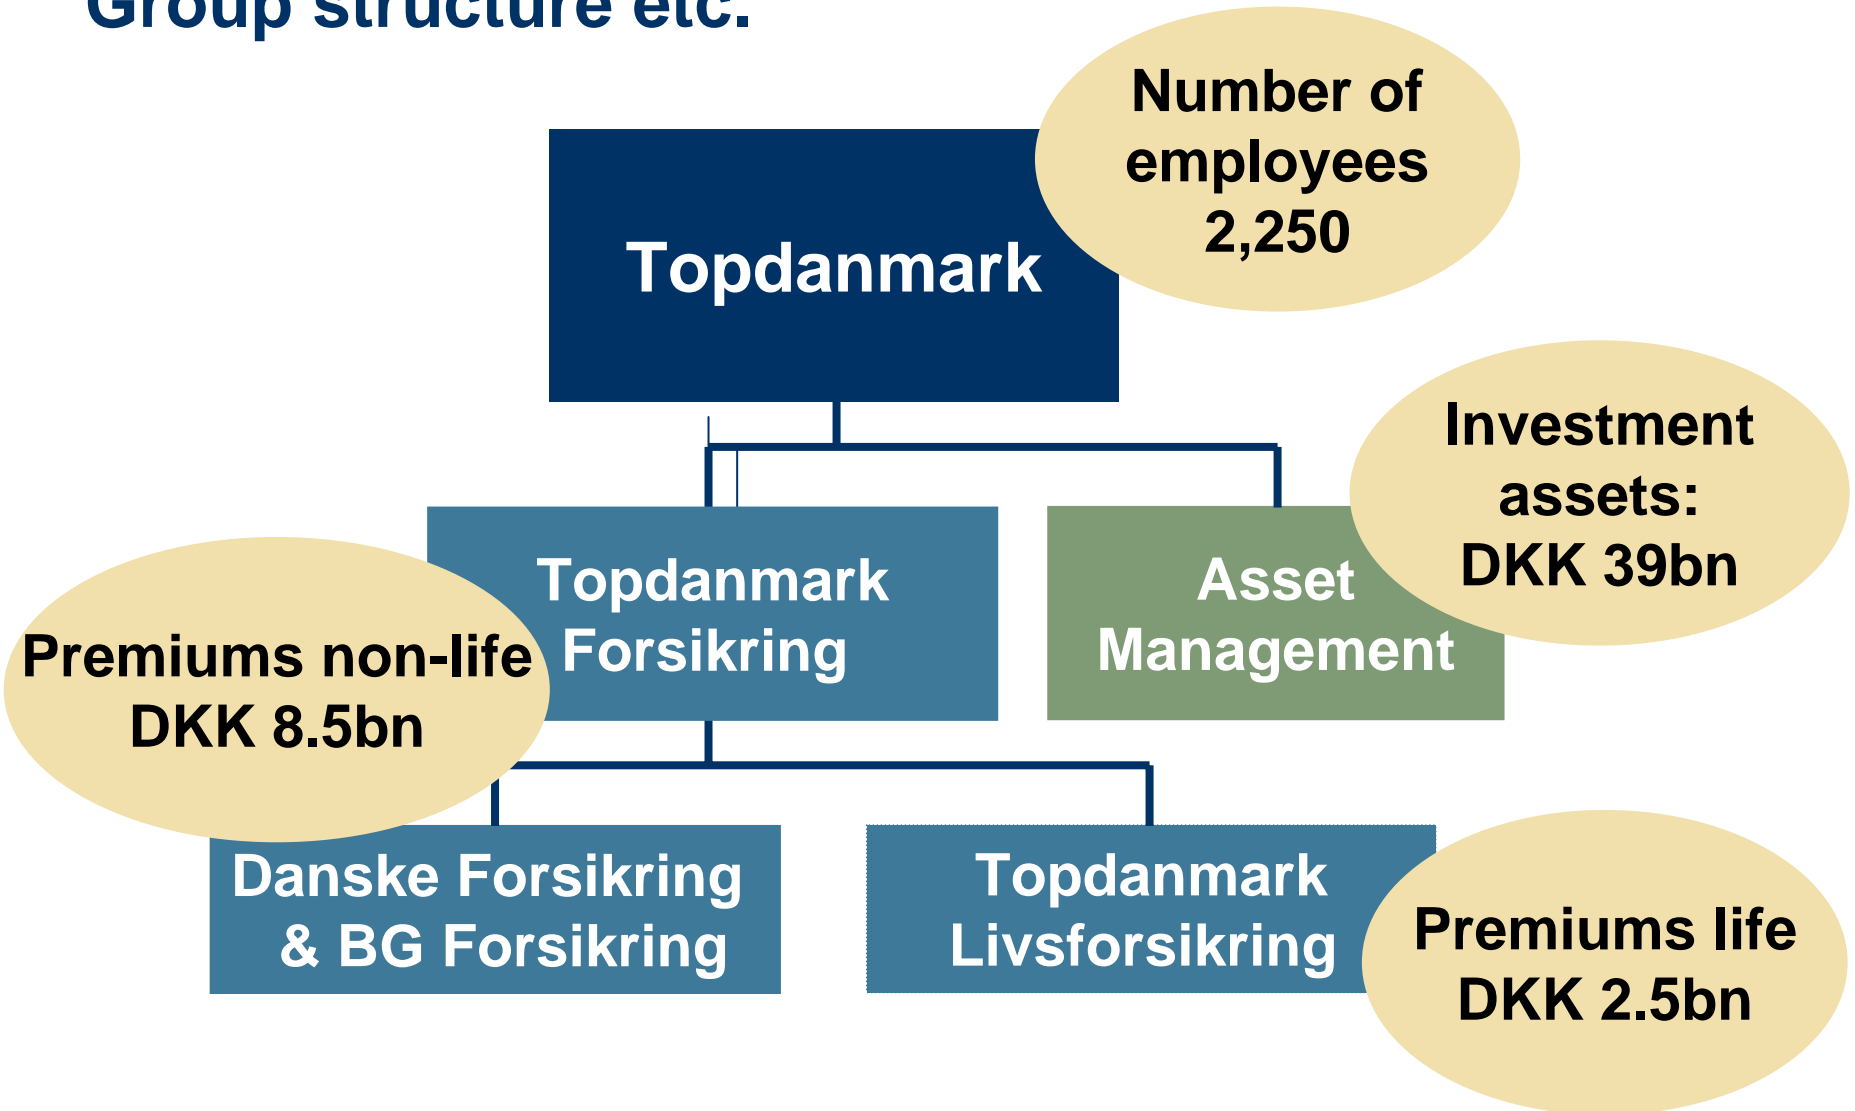 Group structure etc.
Number of
employees
2,250
Topdanmark
Investment
assets:
DKK 39bn
Topdanmark
Forsikring
Asset
Management
Premiums non-life
DKK 8.5bn
Danske Forsikring
& BG Forsikring
Topdanmark
Livsforsikring
Premiums life
DKK 2.5bn